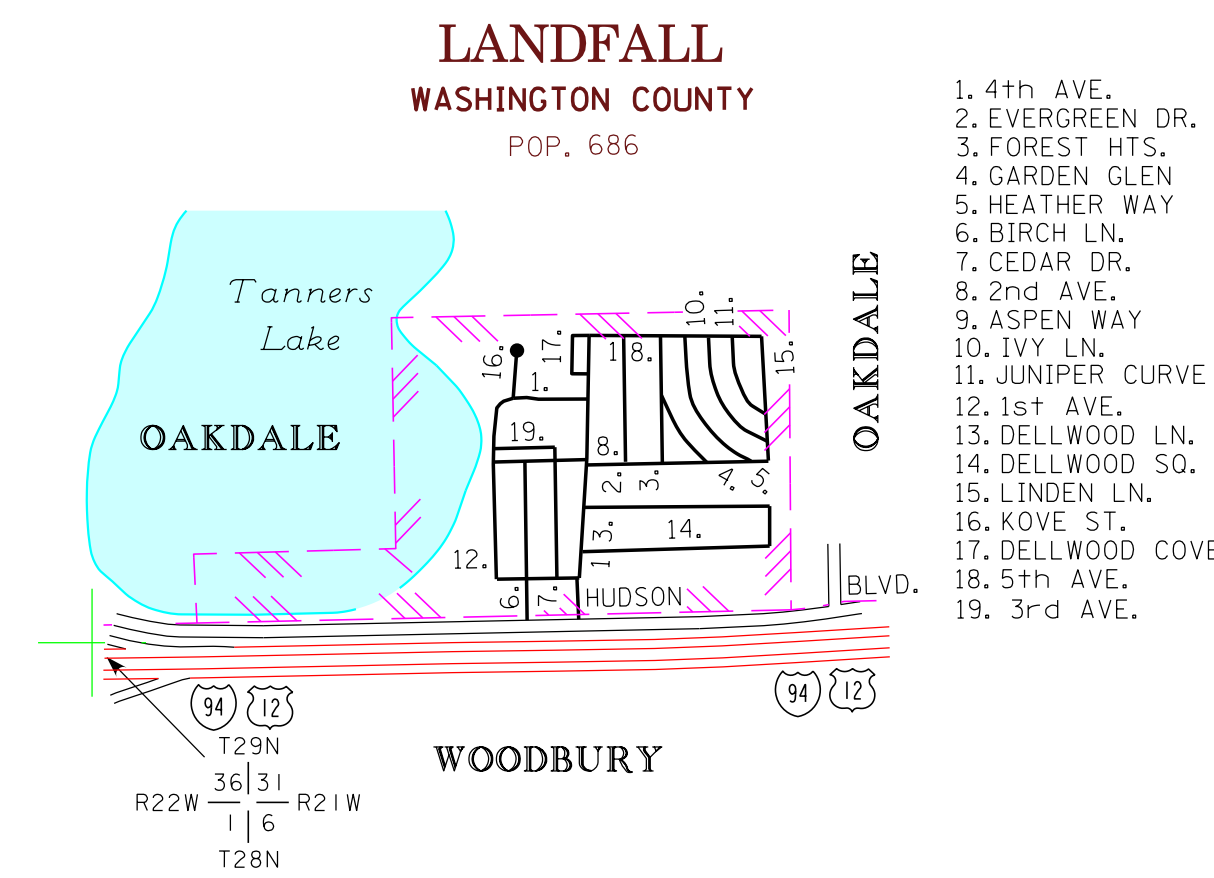 LANDFALL
WASHINGTON COUNTY
POP. 686
1. 4th AVE.
2. EVERGREEN DR.
3. FOREST HTS.
4. GARDEN GLEN
5. HEATHER WAY
6. BIRCH LN.
7. CEDAR DR.
8. 2nd AVE.
9. ASPEN WAY
10. IVY LN.
11. JUNIPER CURVE
12. 1st AVE.
13. DELLWOOD LN.
14. DELLWOOD SQ.
15. LINDEN LN.
16. KOVE ST.
17. DELLWOOD COVE
18. 5th AVE.
19. 3rd AVE.
Tanners
Lake
OAKDALE
OAKDALE
10.
11.
16.
17.
18.
15.
1.
19.
8.
2.
3.
4.
5.
12.
13.
14.
6.
7.
HUDSON
BLVD.
94
12
94
12
WOODBURY
T29N
36 31
R22W R21W
1 6
T28N